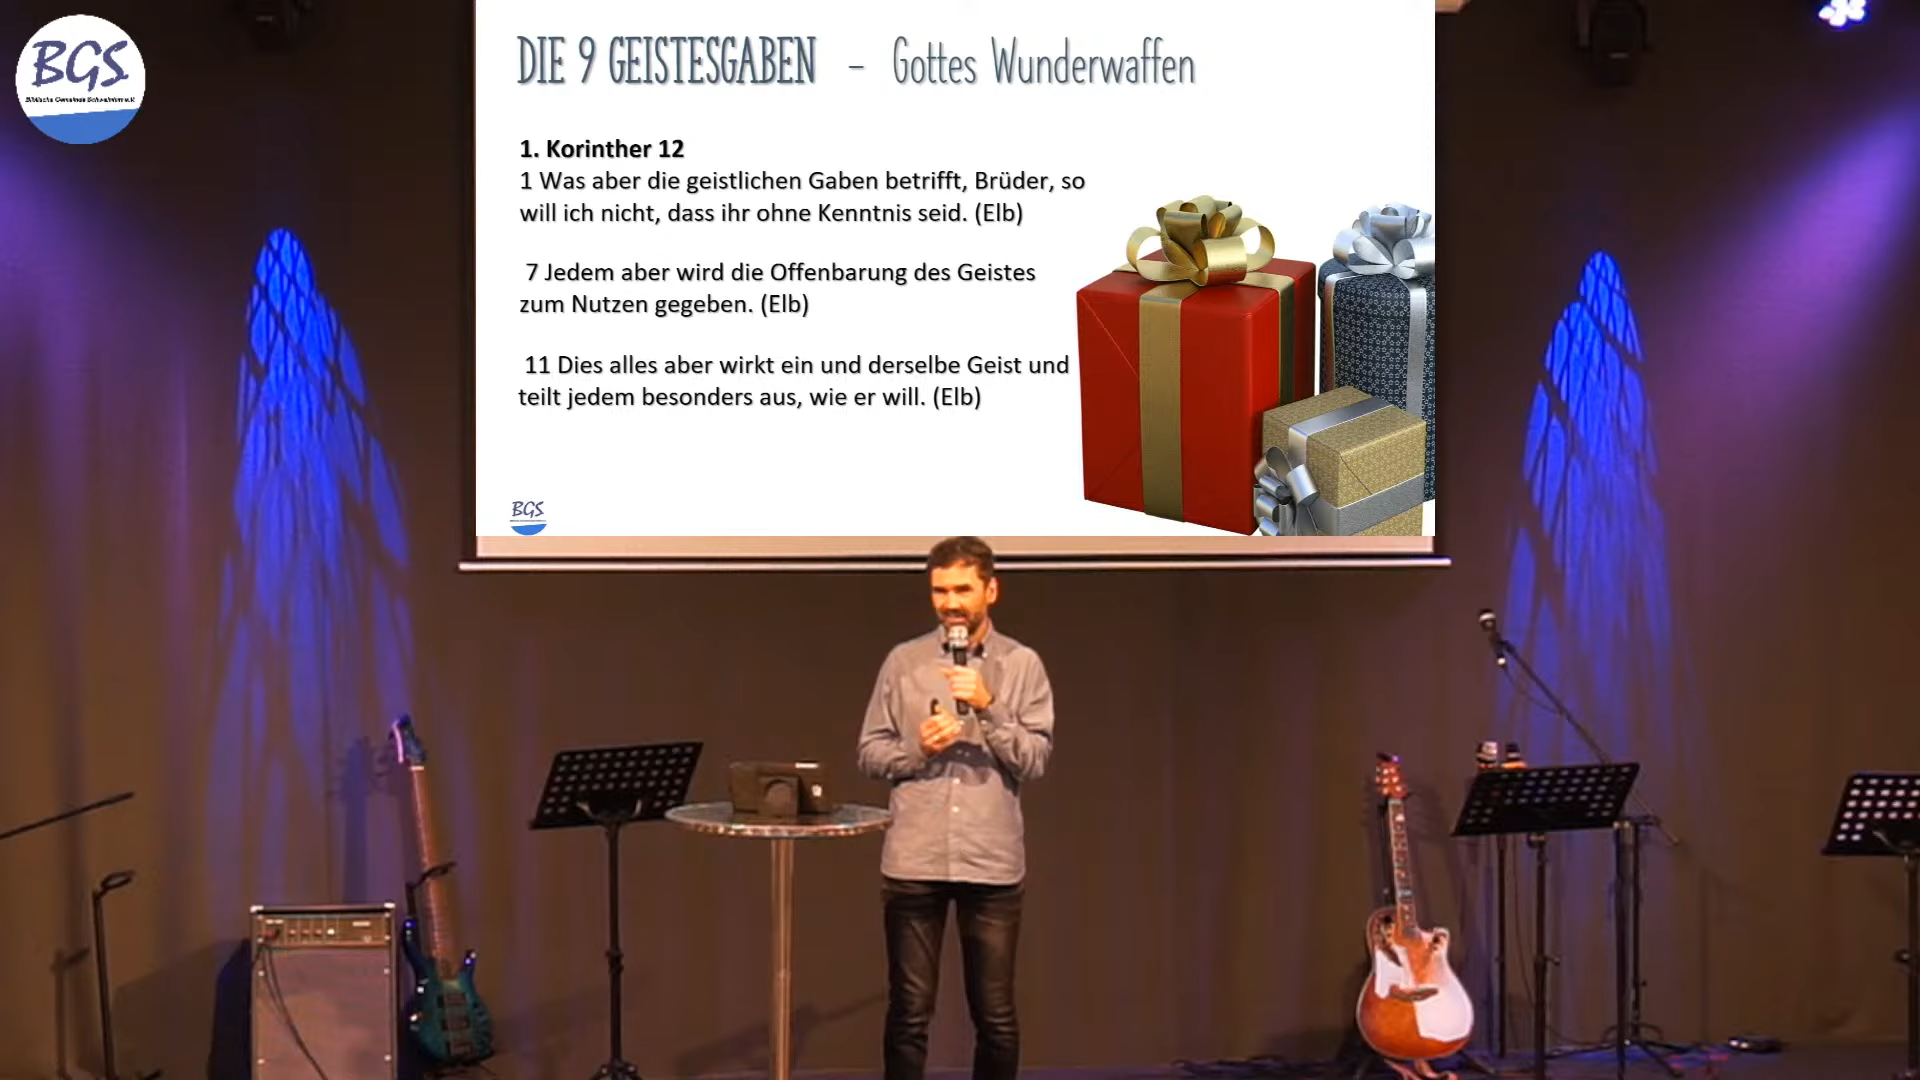 BGS
Biblische Gemeinde Schweinfurt e.V.
DIE 9 GEISTESGABEN - Gottes Wunderwaffen
1. Korinther 12
1 Was aber die geistlichen Gaben betrifft, Brüder, so
will ich nicht, dass ihr ohne Kenntnis seid. (Elb)
7 Jedem aber wird die Offenbarung des Geistes
zum Nutzen gegeben. (Elb)
11 Dies alles aber wirkt ein und derselbe Geist und
teilt jedem besonders aus, wie er will. (Elb)
BGS